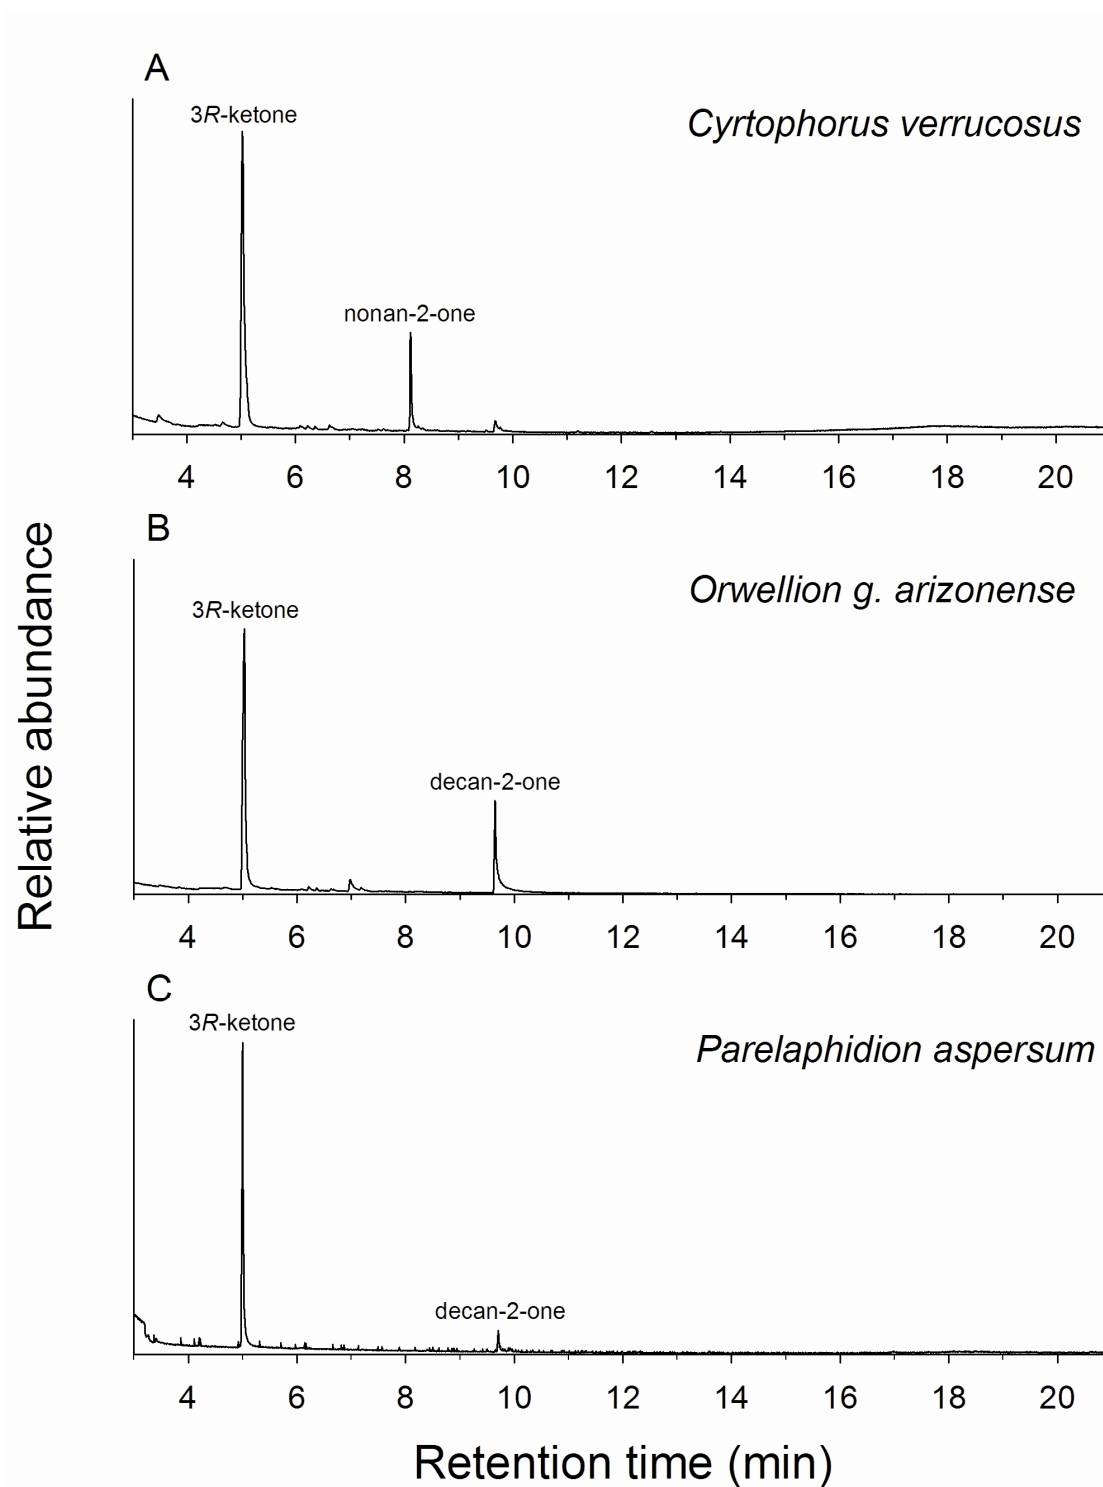 A
3R-ketone
Cyrtophorus verrucosus
nonan-2-one
4 6 8 10 12 14 16 18 20
B
Orwellion g. arizonense
3R-ketone
decan-2-one
4 6 8 10 12 14 16 18 20
C
3R-ketone
Parelaphidion aspersum
decan-2-one
4 6 8 10 12 14 16 18 20
Relative abundance
Retention time (min)